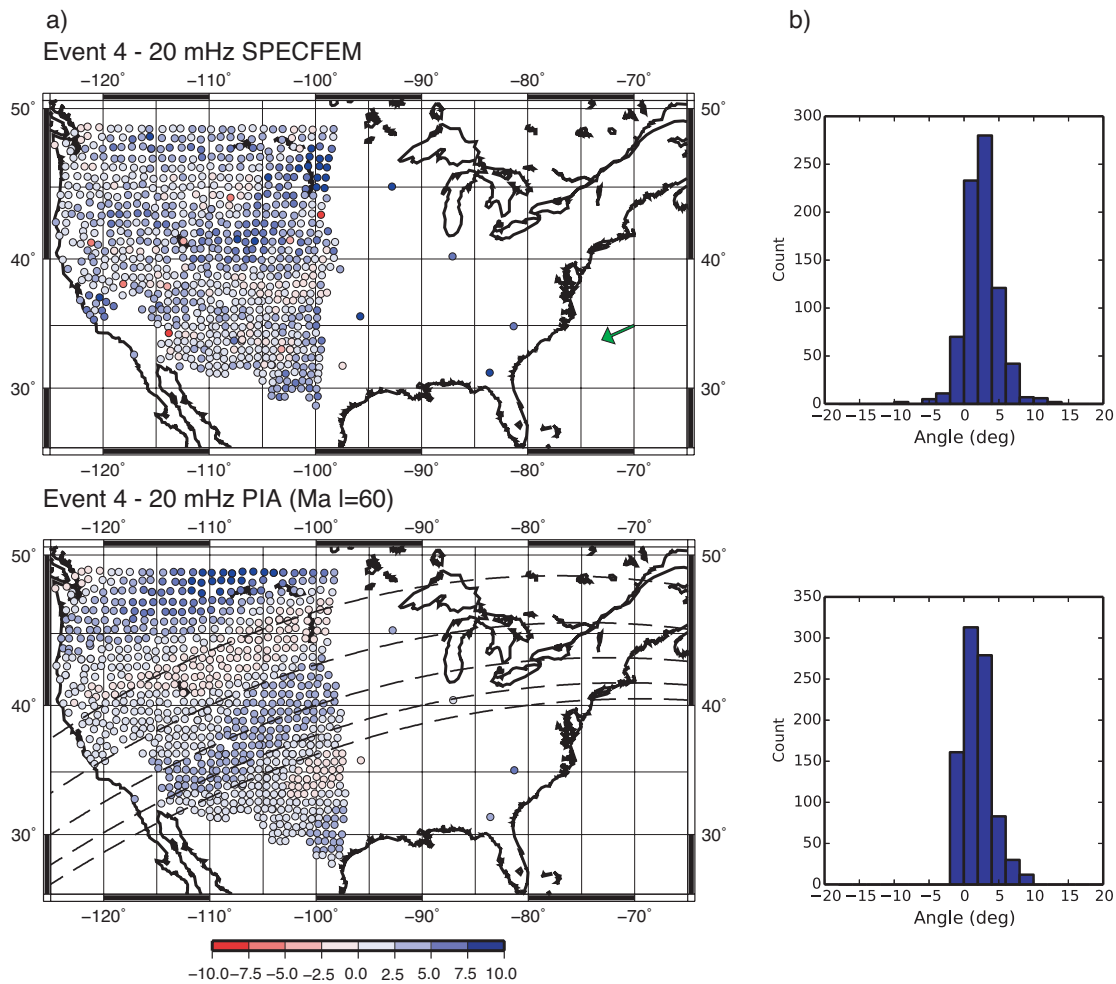 a)
b)
Event 4 - 20 mHz SPECFEM
−120 −110 −100 −90 −80 −70
50˚ 50˚
40˚ 40˚
30˚ 30˚
−120 −110 −100 −90 −80 −70
300
250
200
150
100
50
0
Count
−20 −15 −10 −5 0 5 10 15 20
Angle (deg)
Event 4 - 20 mHz PIA (Ma l=60)
−120 −110 −100 −90 −80 −70
50˚ 50˚
40˚ 40˚
30˚ 30˚
−120 −110 −100 −90 −80 −70
350
300
250
200
150
100
50
0
Count
−20 −15 −10 −5 0 5 10 15 20
Angle (deg)
−10.0 −7.5 −5.0 −2.5 0.0 2.5 5.0 7.5 10.0